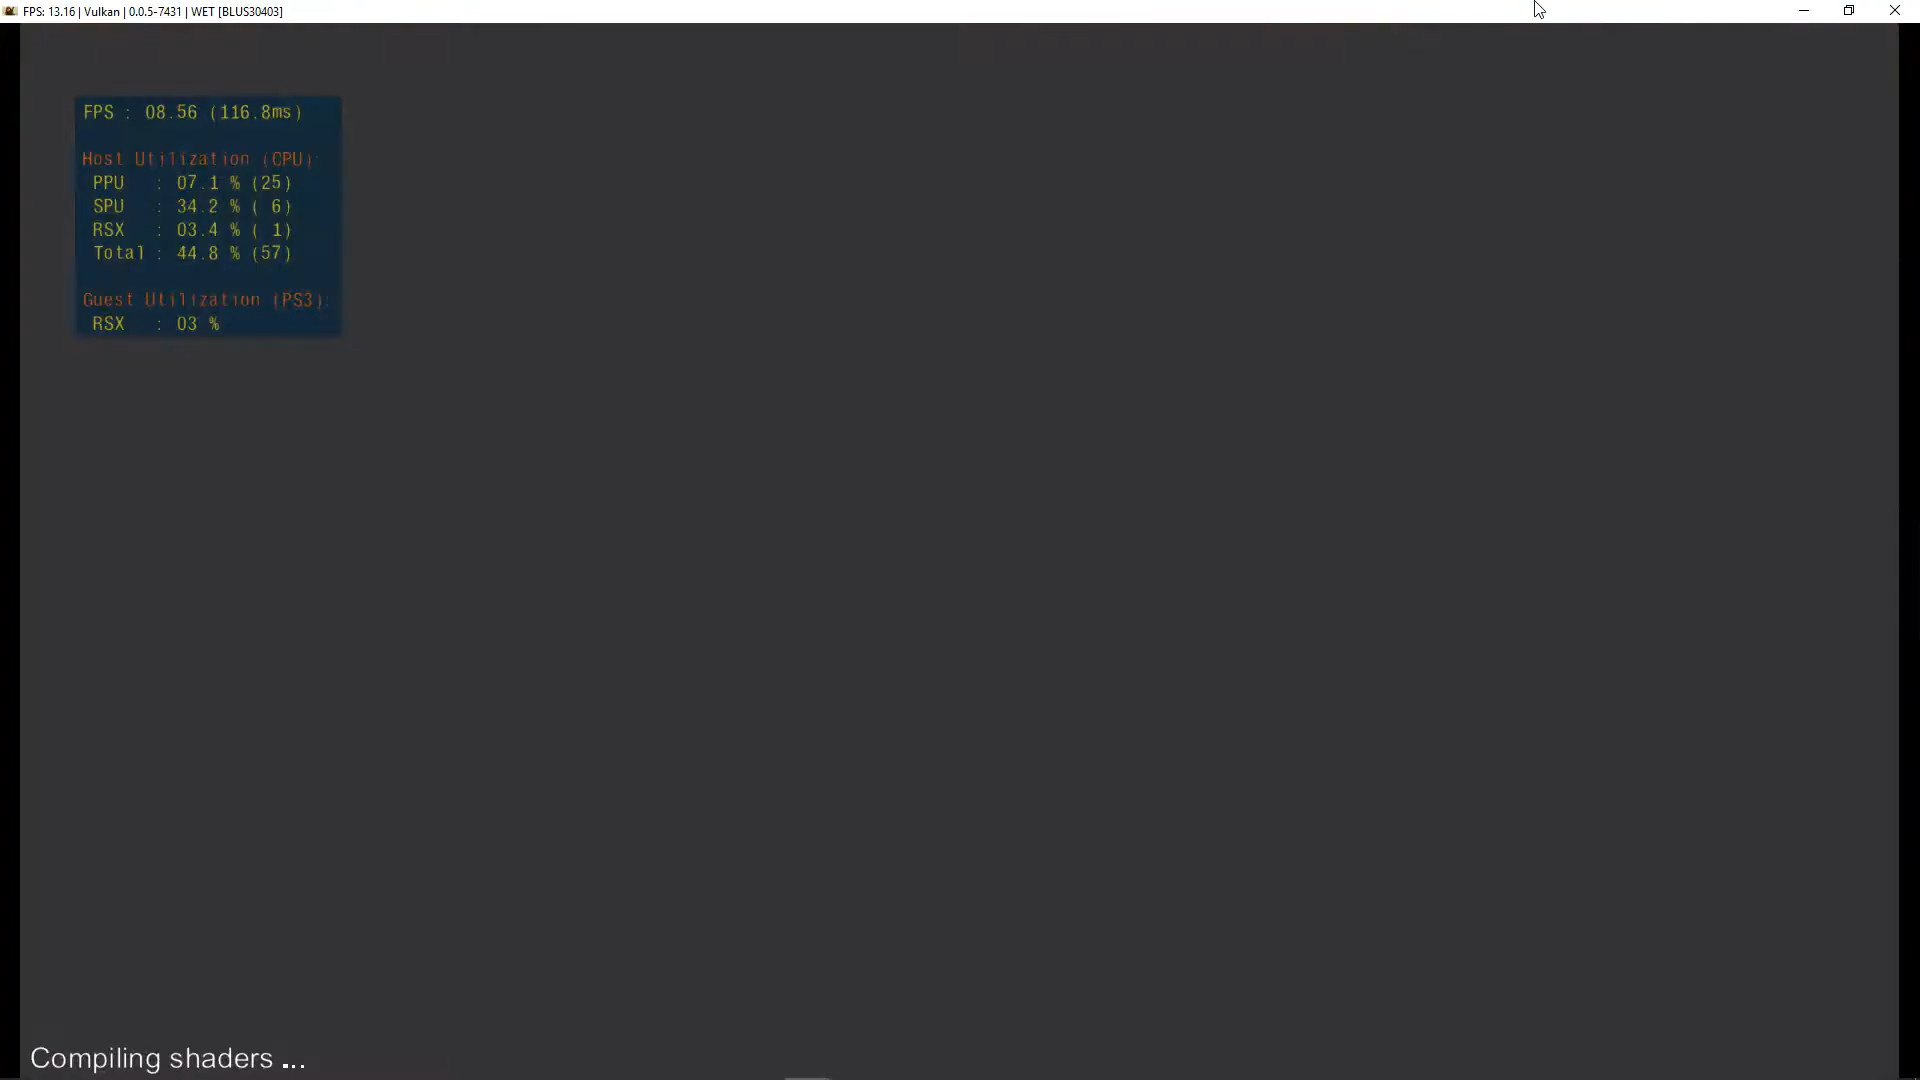 FPS: 13.16 | Vulkan | 0.0.5-7431 | WET [BLUS30403]
FPS : 08.56 (116.8ms)
Host Utilization (CPU):
PPU : 07.1 % (25)
SPU : 34.2 % ( 6)
RSX : 03.4 % ( 1)
Total : 44.8 % (57)
Guest Utilization (PS3):
RSX : 03 %
Compiling shaders ...